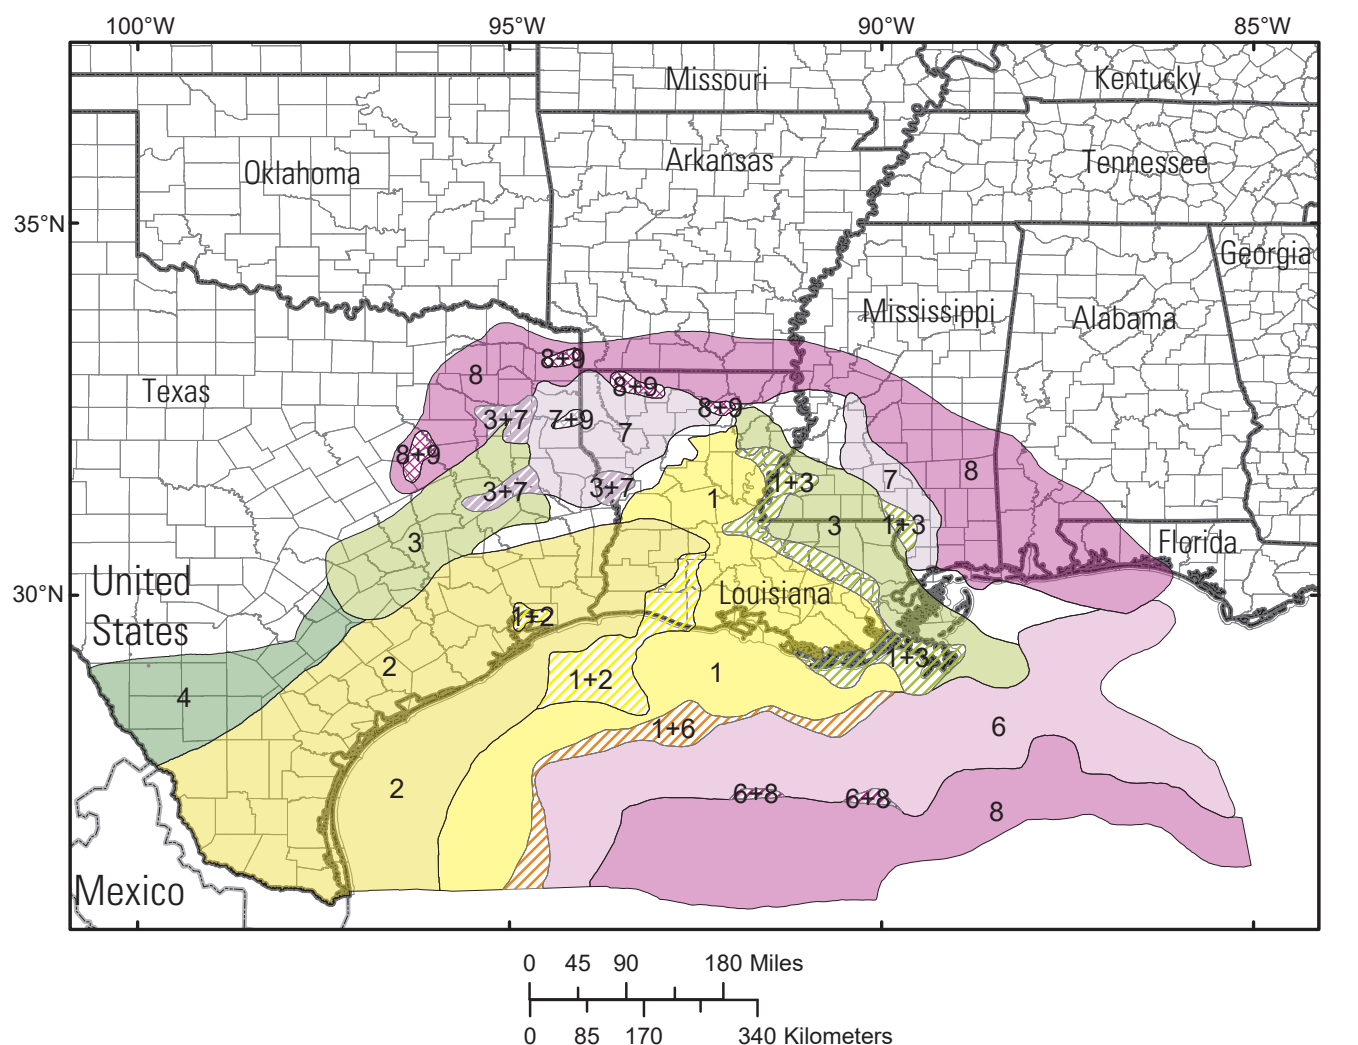 100°W 95°W 90°W 85°W
Missouri Kentucky
Arkansas Tennessee
Oklahoma
35°N
Georgia
Mississippi Alabama
8+9
8 8+9
Texas
8+9
3+7 7+9 7
8+9 8
3+7 3+7 1+3 7
1
3 1+3
3 Florida
United 30°N
Louisiana
1+2
States
1+3
2 1+2 1
4
1+6 6
2 6+8 6+8
8
Mexico
0 45 90 180 Miles
0 85 170 340 Kilometers